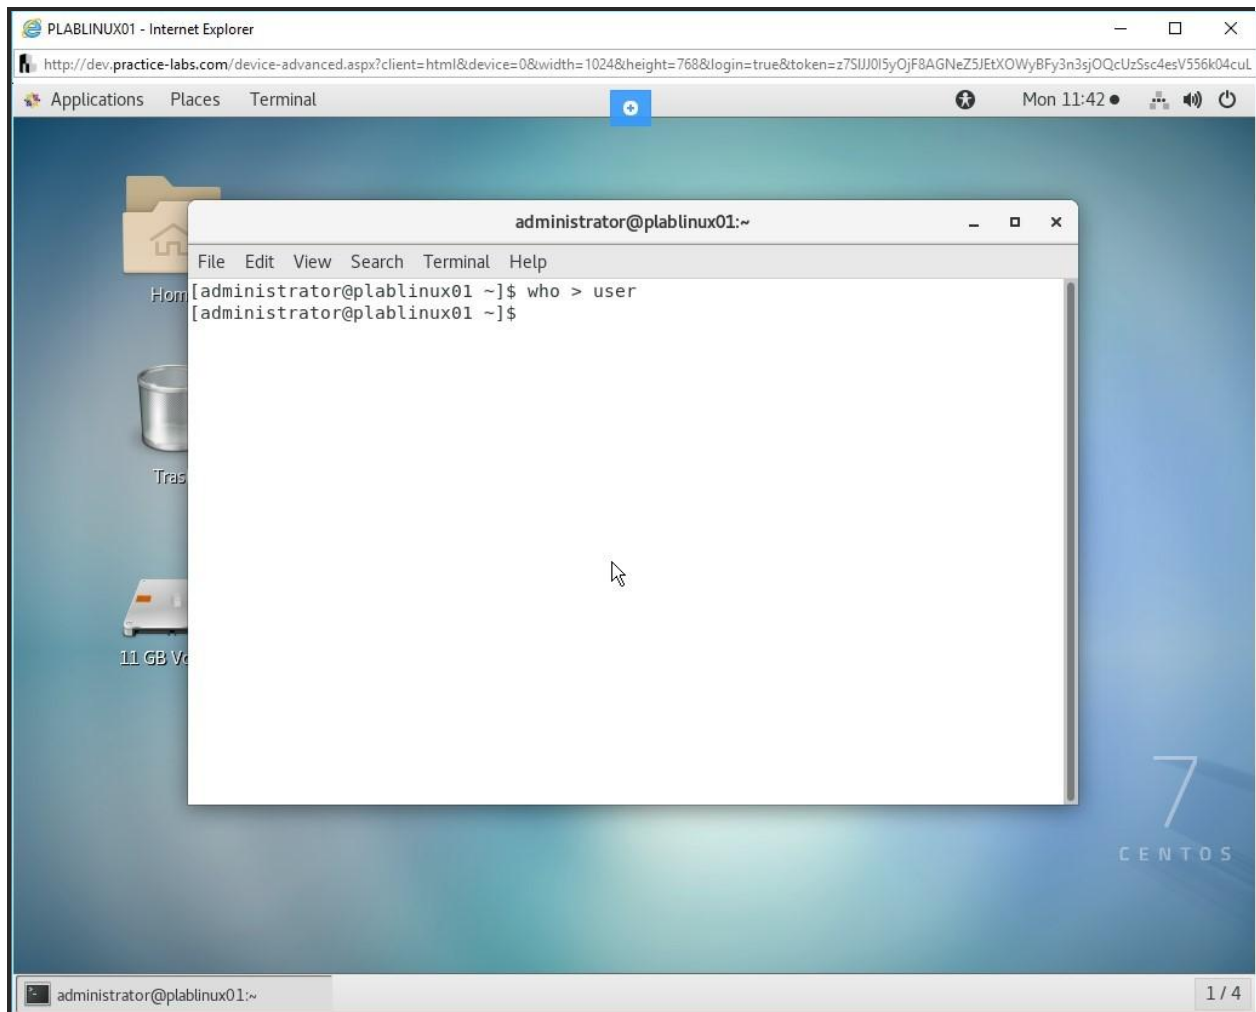 PLABLINUX01 - Internet Explorer
http://dev.practice-labs.com/device-advanced.aspx?client=html&device=0&width=1024&height=768&login=true&token=
Applications Places Terminal Mon 11:42
administrator@plablinux01:~
File Edit View Search Terminal Help
[administrator@plablinux01 ~]$ who > user
[administrator@plablinux01 ~]$
Hom
Tras
11 GB Vo
7
CENTOS
administrator@plablinux01:~ 1 / 4